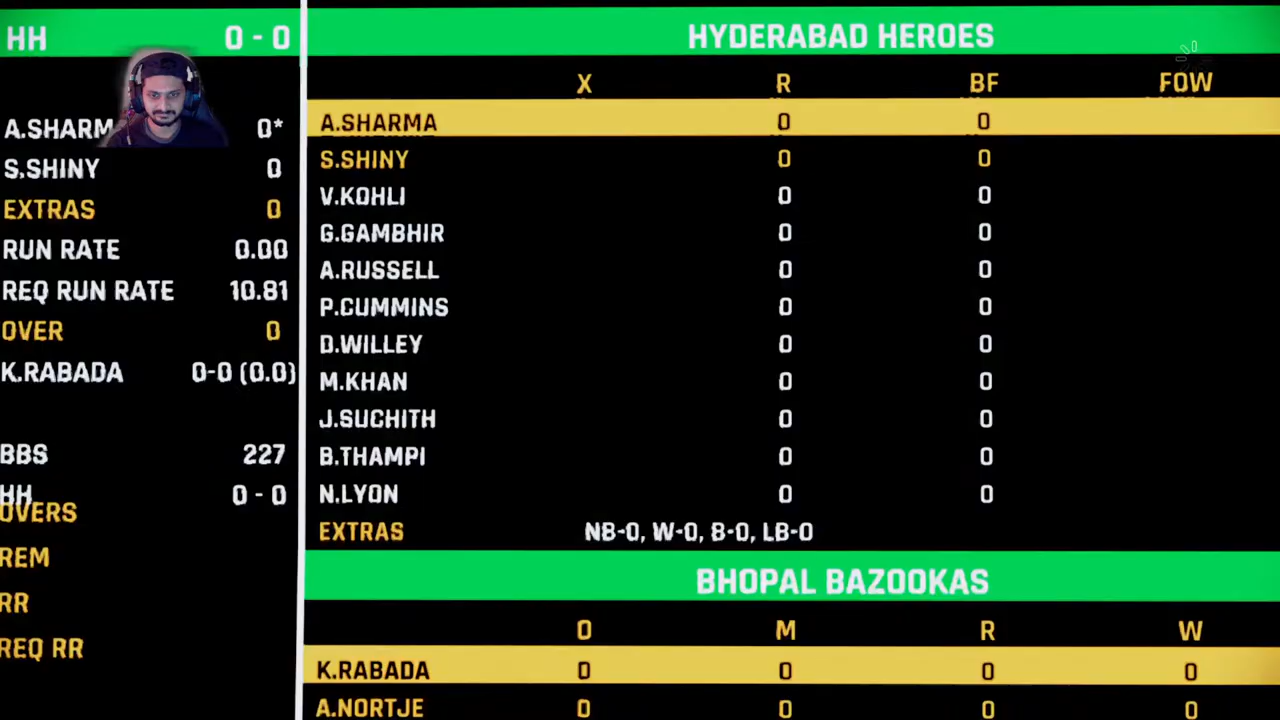 HH 0 - 0
A.SHARM 0*
S.SHINY 0
EXTRAS 0
RUN RATE 0.00
REQ RUN RATE 10.81
OVER 0
K.RABADA 0-0 (0.0)
BBS 227
HH 0 - 0
OVERS
REM
RR
REQ RR
HYDERABAD HEROES
X R BF FOW
A.SHARMA 0 0
S.SHINY 0 0
V.KOHLI 0 0
G.GAMBHIR 0 0
A.RUSSELL 0 0
P.CUMMINS 0 0
D.WILLEY 0 0
M.KHAN 0 0
J.SUCHITH 0 0
B.THAMPI 0 0
N.LYON 0 0
EXTRAS NB-0, W-0, B-0, LB-0
BHOPAL BAZOOKAS
O M R W
K.RABADA 0 0 0 0
A.NORTJE 0 0 0 0